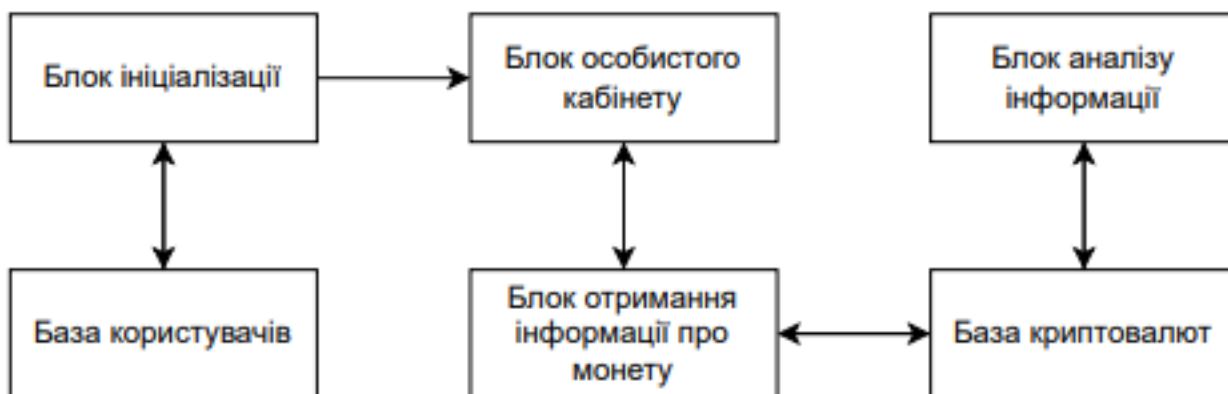 Блок ініціалізації
Блок особистого
кабінету
Блок аналізу
інформації
База користувачів
Блок отримання
інформації про
монету
База криптовалют